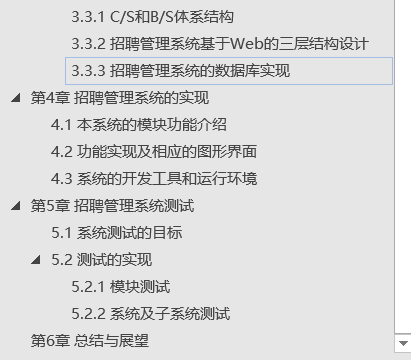 3.3.1 C/S和B/S体系结构
3.3.2 招聘管理系统基于Web的三层结构设计
3.3.3 招聘管理系统的数据库实现
第4章 招聘管理系统的实现
4.1 本系统的模块功能介绍
4.2 功能实现及相应的图形界面
4.3 系统的开发工具和运行环境
第5章 招聘管理系统测试
5.1 系统测试的目标
5.2 测试的实现
5.2.1 模块测试
5.2.2 系统及子系统测试
第6章 总结与展望